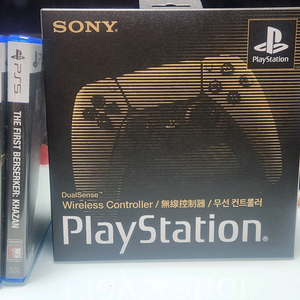 SONY
PlayStation
PS5
THE FIRST BERSERKER: KHAZAN
DualSense™
Wireless Controller / 無線控制器 / 무선 컨트롤러
PlayStation®